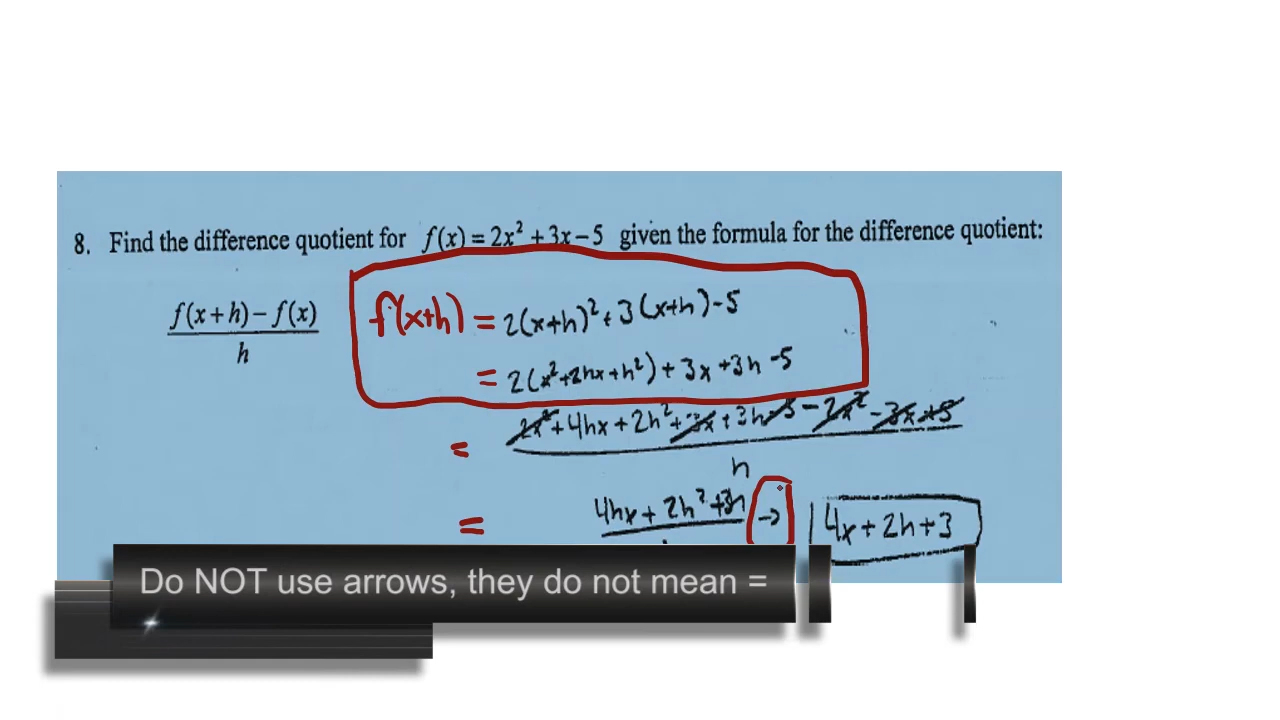 8. Find the difference quotient for f(x) = 2x² + 3x − 5 given the formula for the difference quotient:
f(x + h) − f(x)
h
f(x+h) = 2(x+h)² + 3(x+h) - 5
= 2(x²+2hx+h²) + 3x + 3h - 5
= 2x² + 4hx + 2h² + 3x + 3h - 5 - 2x² - 3x + 5
h
= 4hx + 2h² + 3h → 4x + 2h + 3
Do NOT use arrows, they do not mean =